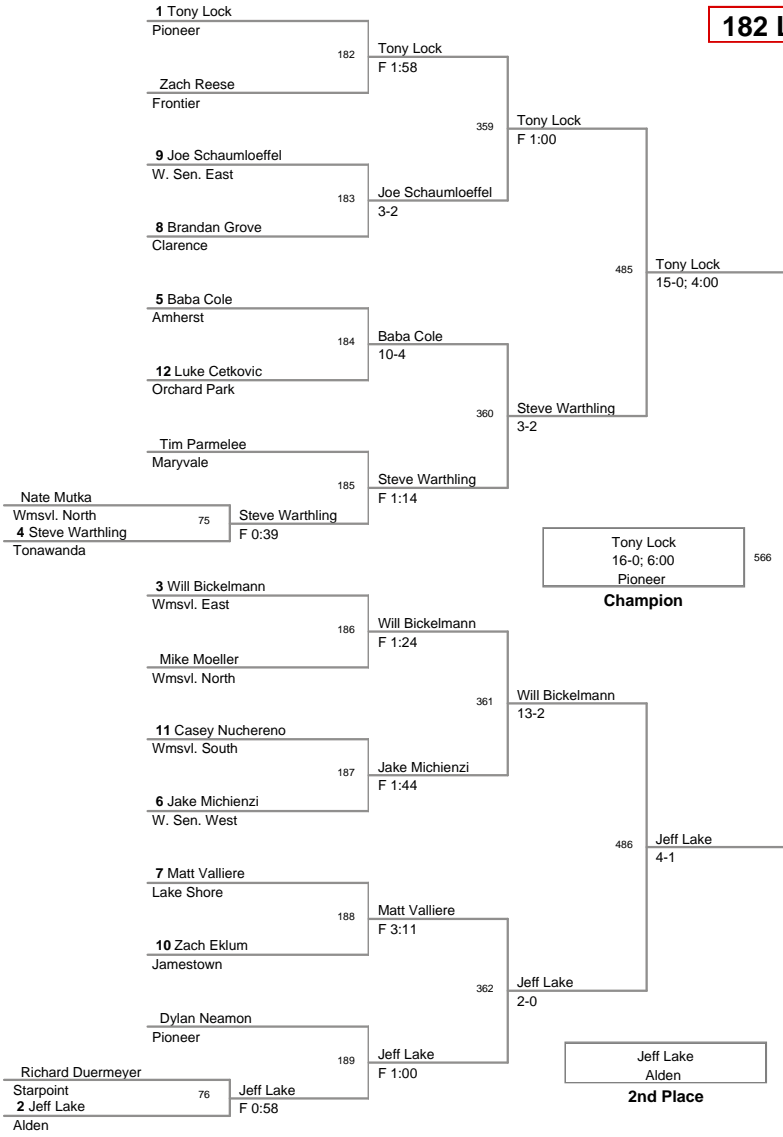 1 Tony Lock
Pioneer
182 L
182
Tony Lock
F 1:58
Zach Reese
Frontier
359
Tony Lock
F 1:00
9 Joe Schaumloeffel
W. Sen. East
183
Joe Schaumloeffel
3-2
8 Brandan Grove
Clarence
485
Tony Lock
15-0; 4:00
5 Baba Cole
Amherst
184
Baba Cole
10-4
12 Luke Cetkovic
Orchard Park
360
Steve Warthling
3-2
Tim Parmelee
Maryvale
185
Steve Warthling
F 1:14
Nate Mutka
Wmsvl. North
75
Steve Warthling
F 0:39
4 Steve Warthling
Tonawanda
Tony Lock
16-0; 6:00
Pioneer
566
Champion
3 Will Bickelmann
Wmsvl. East
186
Will Bickelmann
F 1:24
Mike Moeller
Wmsvl. North
361
Will Bickelmann
13-2
11 Casey Nuchereno
Wmsvl. South
187
Jake Michienzi
F 1:44
6 Jake Michienzi
W. Sen. West
486
Jeff Lake
4-1
7 Matt Valliere
Lake Shore
188
Matt Valliere
F 3:11
10 Zach Eklum
Jamestown
362
Jeff Lake
2-0
Dylan Neamon
Pioneer
189
Jeff Lake
F 1:00
Richard Duermeyer
Starpoint
76
Jeff Lake
F 0:58
2 Jeff Lake
Alden
Jeff Lake
Alden
2nd Place